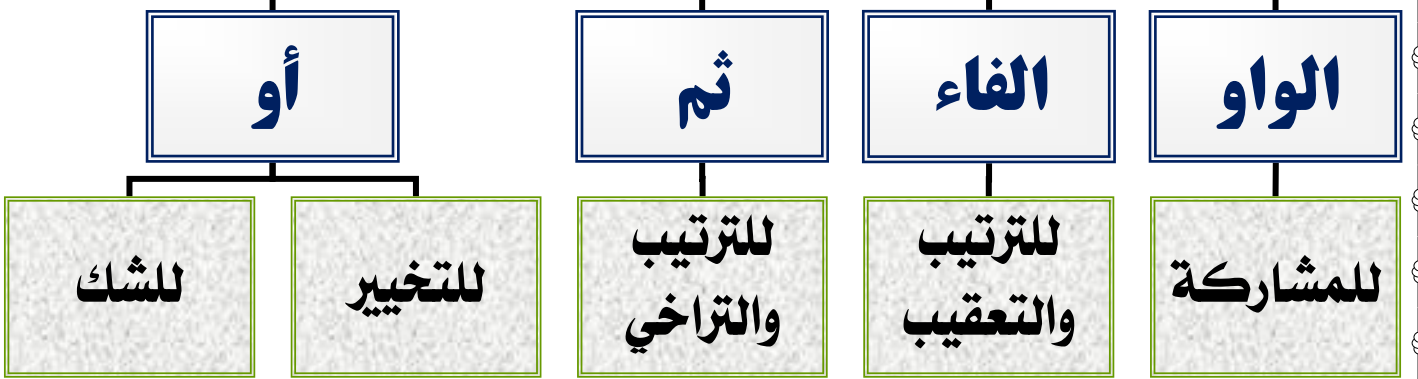 الواو
الفاء
ثم
أو
للمشاركة
للترتيب
والتعقيب
للترتيب
والتراخي
للتخيير
للشك